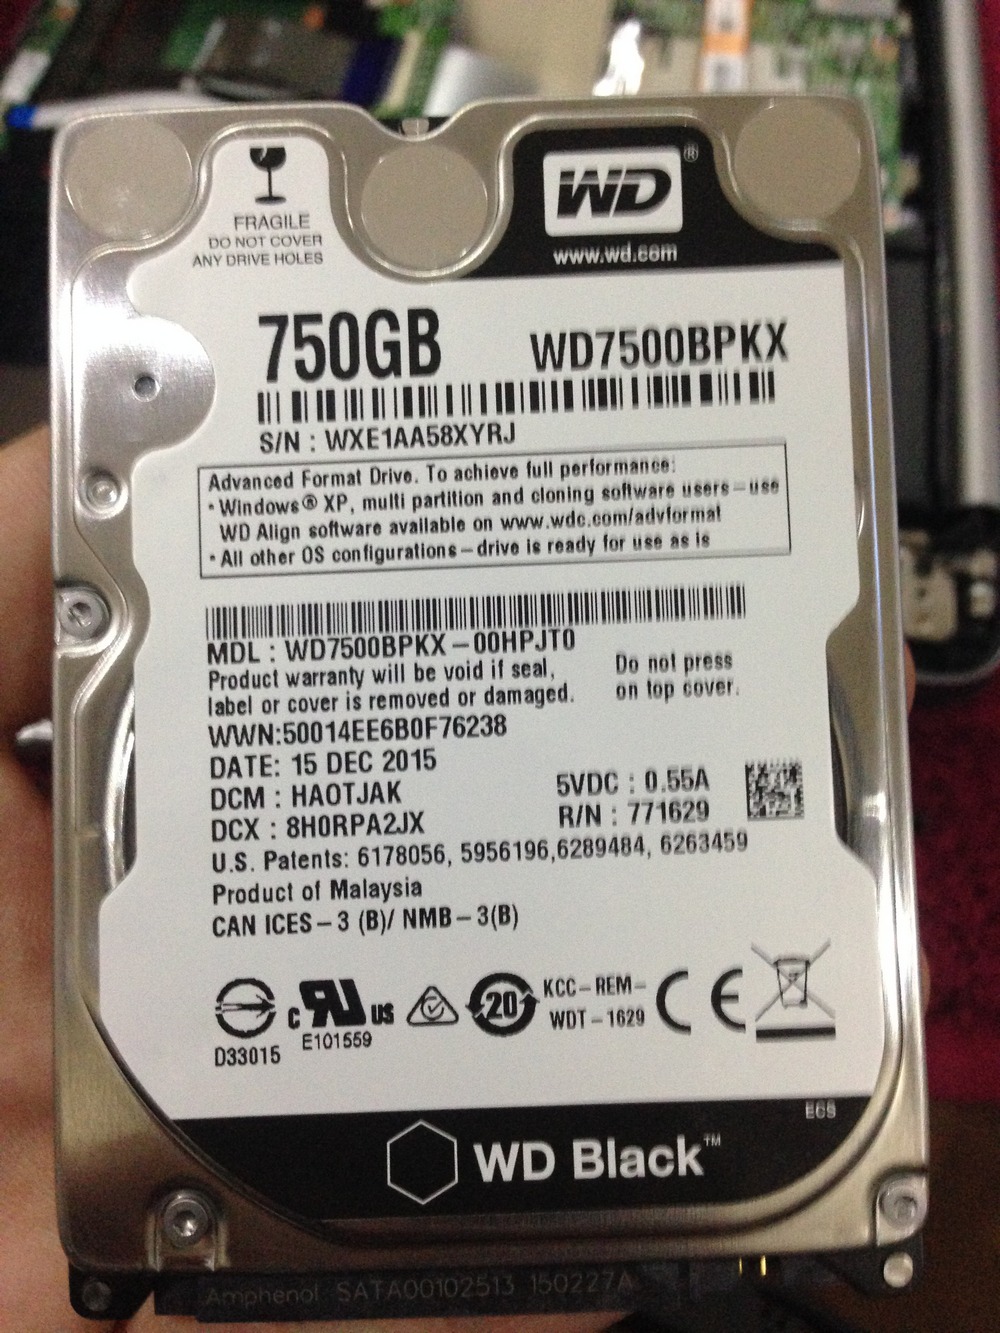 FRAGILE
DO NOT COVER
ANY DRIVE HOLES
WD®
www.wd.com
750GB
WD7500BPKX
S/N : WXE1AA58XYRJ
Advanced Format Drive. To achieve full performance:
• Windows® XP, multi partition and cloning software users – use
WD Align software available on www.wdc.com/advformat
• All other OS configurations – drive is ready for use as is
MDL : WD7500BPKX – 00HPJT0
Product warranty will be void if seal,
label or cover is removed or damaged.
Do not press
on top cover.
WWN:50014EE6B0F76238
DATE: 15 DEC 2015
DCM : HAOTJAK
DCX : 8H0RPA2JX
5VDC : 0.55A
R/N : 771629
U.S. Patents: 6178056, 5956196,6289484, 6263459
Product of Malaysia
CAN ICES – 3 (B)/ NMB – 3(B)
D33015
c RU US
E101559
20
KCC – REM –
WDT – 1629
CE
ECS
WD Black™
Amphenol SATA00102513 150227A